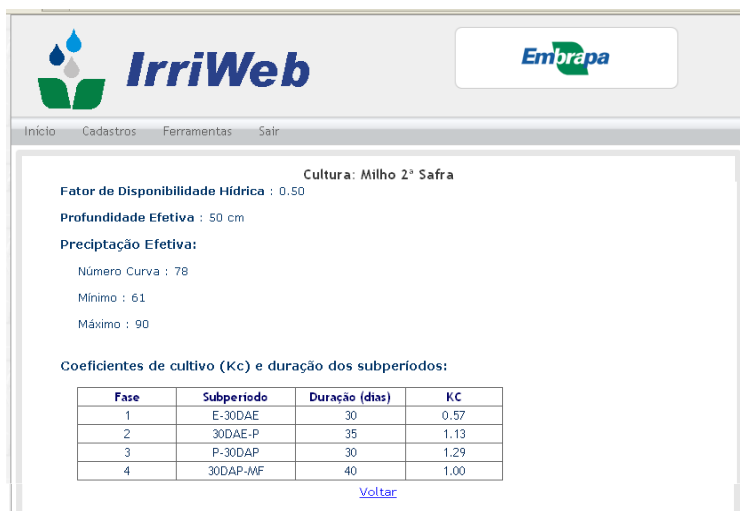 IrriWeb
Embrapa
Início Cadastros Ferramentas Sair
Cultura: Milho 2ª Safra
Fator de Disponibilidade Hídrica : 0.50
Profundidade Efetiva : 50 cm
Preciptação Efetiva:
Número Curva : 78
Mínimo : 61
Máximo : 90
Coeficientes de cultivo (Kc) e duração dos subperíodos:
Fase Subperíodo Duração (dias) KC
1 E-30DAE 30 0.57
2 30DAE-P 35 1.13
3 P-30DAP 30 1.29
4 30DAP-MF 40 1.00
Voltar